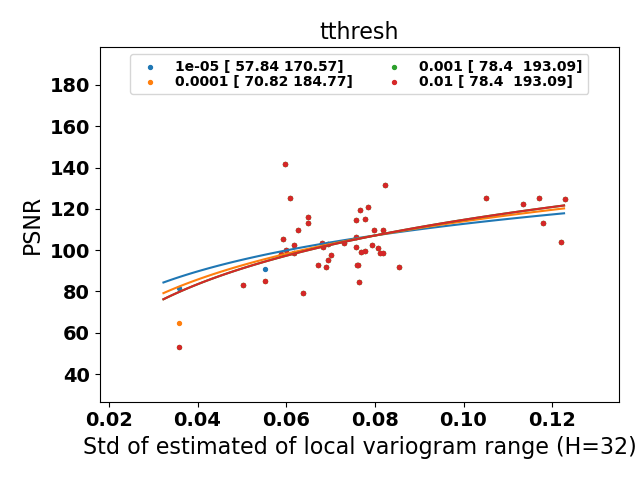 tthresh
1e-05 [ 57.84 170.57]
0.0001 [ 70.82 184.77]
0.001 [ 78.4  193.09]
0.01 [ 78.4  193.09]
PSNR
180
160
140
120
100
80
60
40
0.02 0.04 0.06 0.08 0.10 0.12
Std of estimated of local variogram range (H=32)